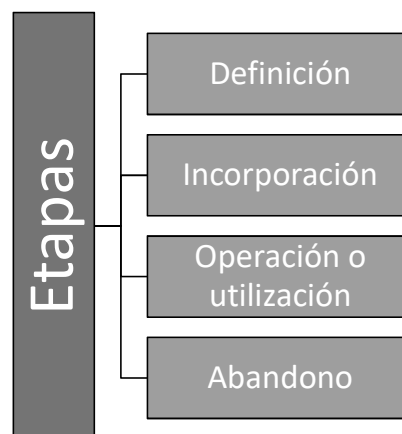 Etapas
Definición
Incorporación
Operación o
utilización
Abandono